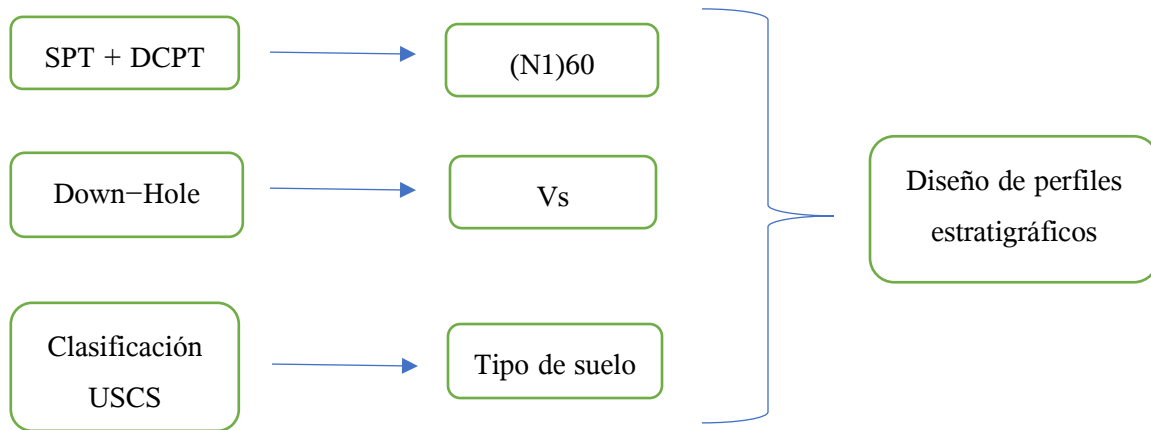 SPT + DCPT
(N1)60
Down−Hole
Vs
Clasificación
USCS
Tipo de suelo
Diseño de perfiles
estratigráficos